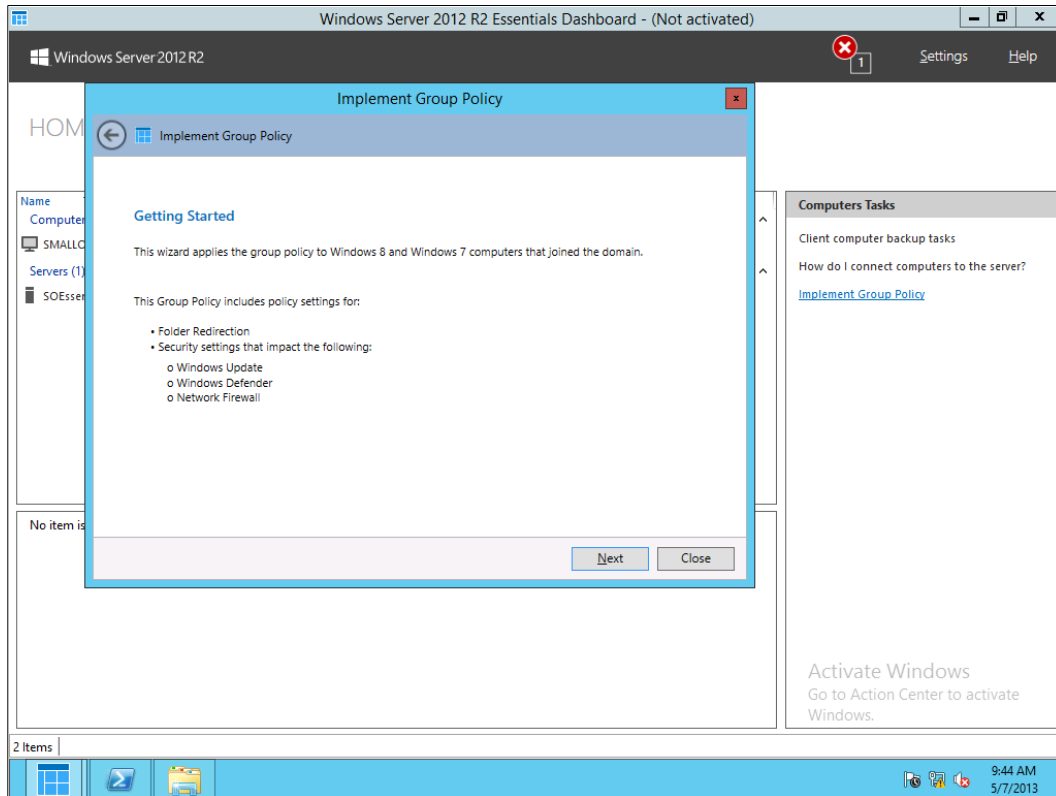 Windows Server 2012 R2 Essentials Dashboard - (Not activated)
Windows Server 2012 R2
1
Settings
Help
Implement Group Policy
HOM
Implement Group Policy
Name
Computer
SMALLC
Servers (1)
SOEsser
Getting Started
This wizard applies the group policy to Windows 8 and Windows 7 computers that joined the domain.
This Group Policy includes policy settings for:
• Folder Redirection
• Security settings that impact the following:
o Windows Update
o Windows Defender
o Network Firewall
Next
Close
Computers Tasks
Client computer backup tasks
How do I connect computers to the server?
Implement Group Policy
No item is
Activate Windows
Go to Action Center to activate
Windows.
2 Items
9:44 AM
5/7/2013